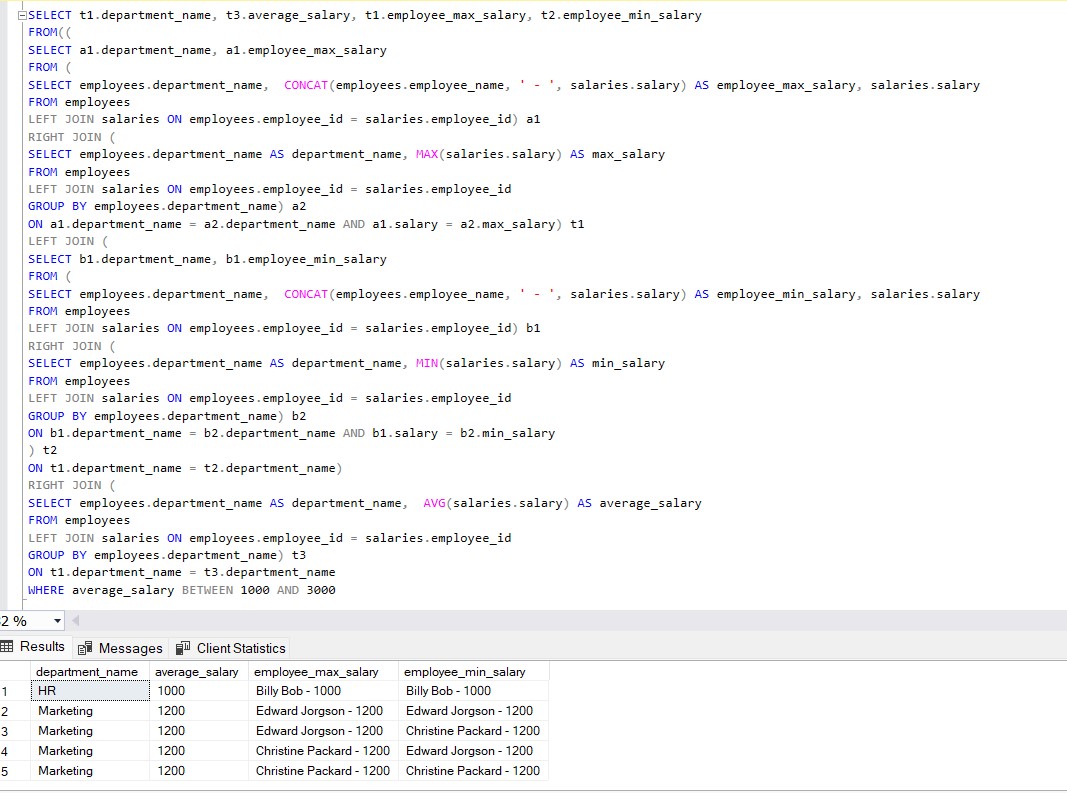 SELECT t1.department_name, t3.average_salary, t1.employee_max_salary, t2.employee_min_salary
FROM((
SELECT a1.department_name, a1.employee_max_salary
FROM (
SELECT employees.department_name,  CONCAT(employees.employee_name, ' - ', salaries.salary) AS employee_max_salary, salaries.salary
FROM employees
LEFT JOIN salaries ON employees.employee_id = salaries.employee_id) a1
RIGHT JOIN (
SELECT employees.department_name AS department_name, MAX(salaries.salary) AS max_salary
FROM employees
LEFT JOIN salaries ON employees.employee_id = salaries.employee_id
GROUP BY employees.department_name) a2
ON a1.department_name = a2.department_name AND a1.salary = a2.max_salary) t1
LEFT JOIN (
SELECT b1.department_name, b1.employee_min_salary
FROM (
SELECT employees.department_name,  CONCAT(employees.employee_name, ' - ', salaries.salary) AS employee_min_salary, salaries.salary
FROM employees
LEFT JOIN salaries ON employees.employee_id = salaries.employee_id) b1
RIGHT JOIN (
SELECT employees.department_name AS department_name, MIN(salaries.salary) AS min_salary
FROM employees
LEFT JOIN salaries ON employees.employee_id = salaries.employee_id
GROUP BY employees.department_name) b2
ON b1.department_name = b2.department_name AND b1.salary = b2.min_salary
) t2
ON t1.department_name = t2.department_name)
RIGHT JOIN (
SELECT employees.department_name AS department_name,  AVG(salaries.salary) AS average_salary
FROM employees
LEFT JOIN salaries ON employees.employee_id = salaries.employee_id
GROUP BY employees.department_name) t3
ON t1.department_name = t3.department_name
WHERE average_salary BETWEEN 1000 AND 3000
2 %
Results Messages Client Statistics
department_name average_salary employee_max_salary employee_min_salary
1 HR 1000 Billy Bob - 1000 Billy Bob - 1000
2 Marketing 1200 Edward Jorgson - 1200 Edward Jorgson - 1200
3 Marketing 1200 Edward Jorgson - 1200 Christine Packard - 1200
4 Marketing 1200 Christine Packard - 1200 Edward Jorgson - 1200
5 Marketing 1200 Christine Packard - 1200 Christine Packard - 1200